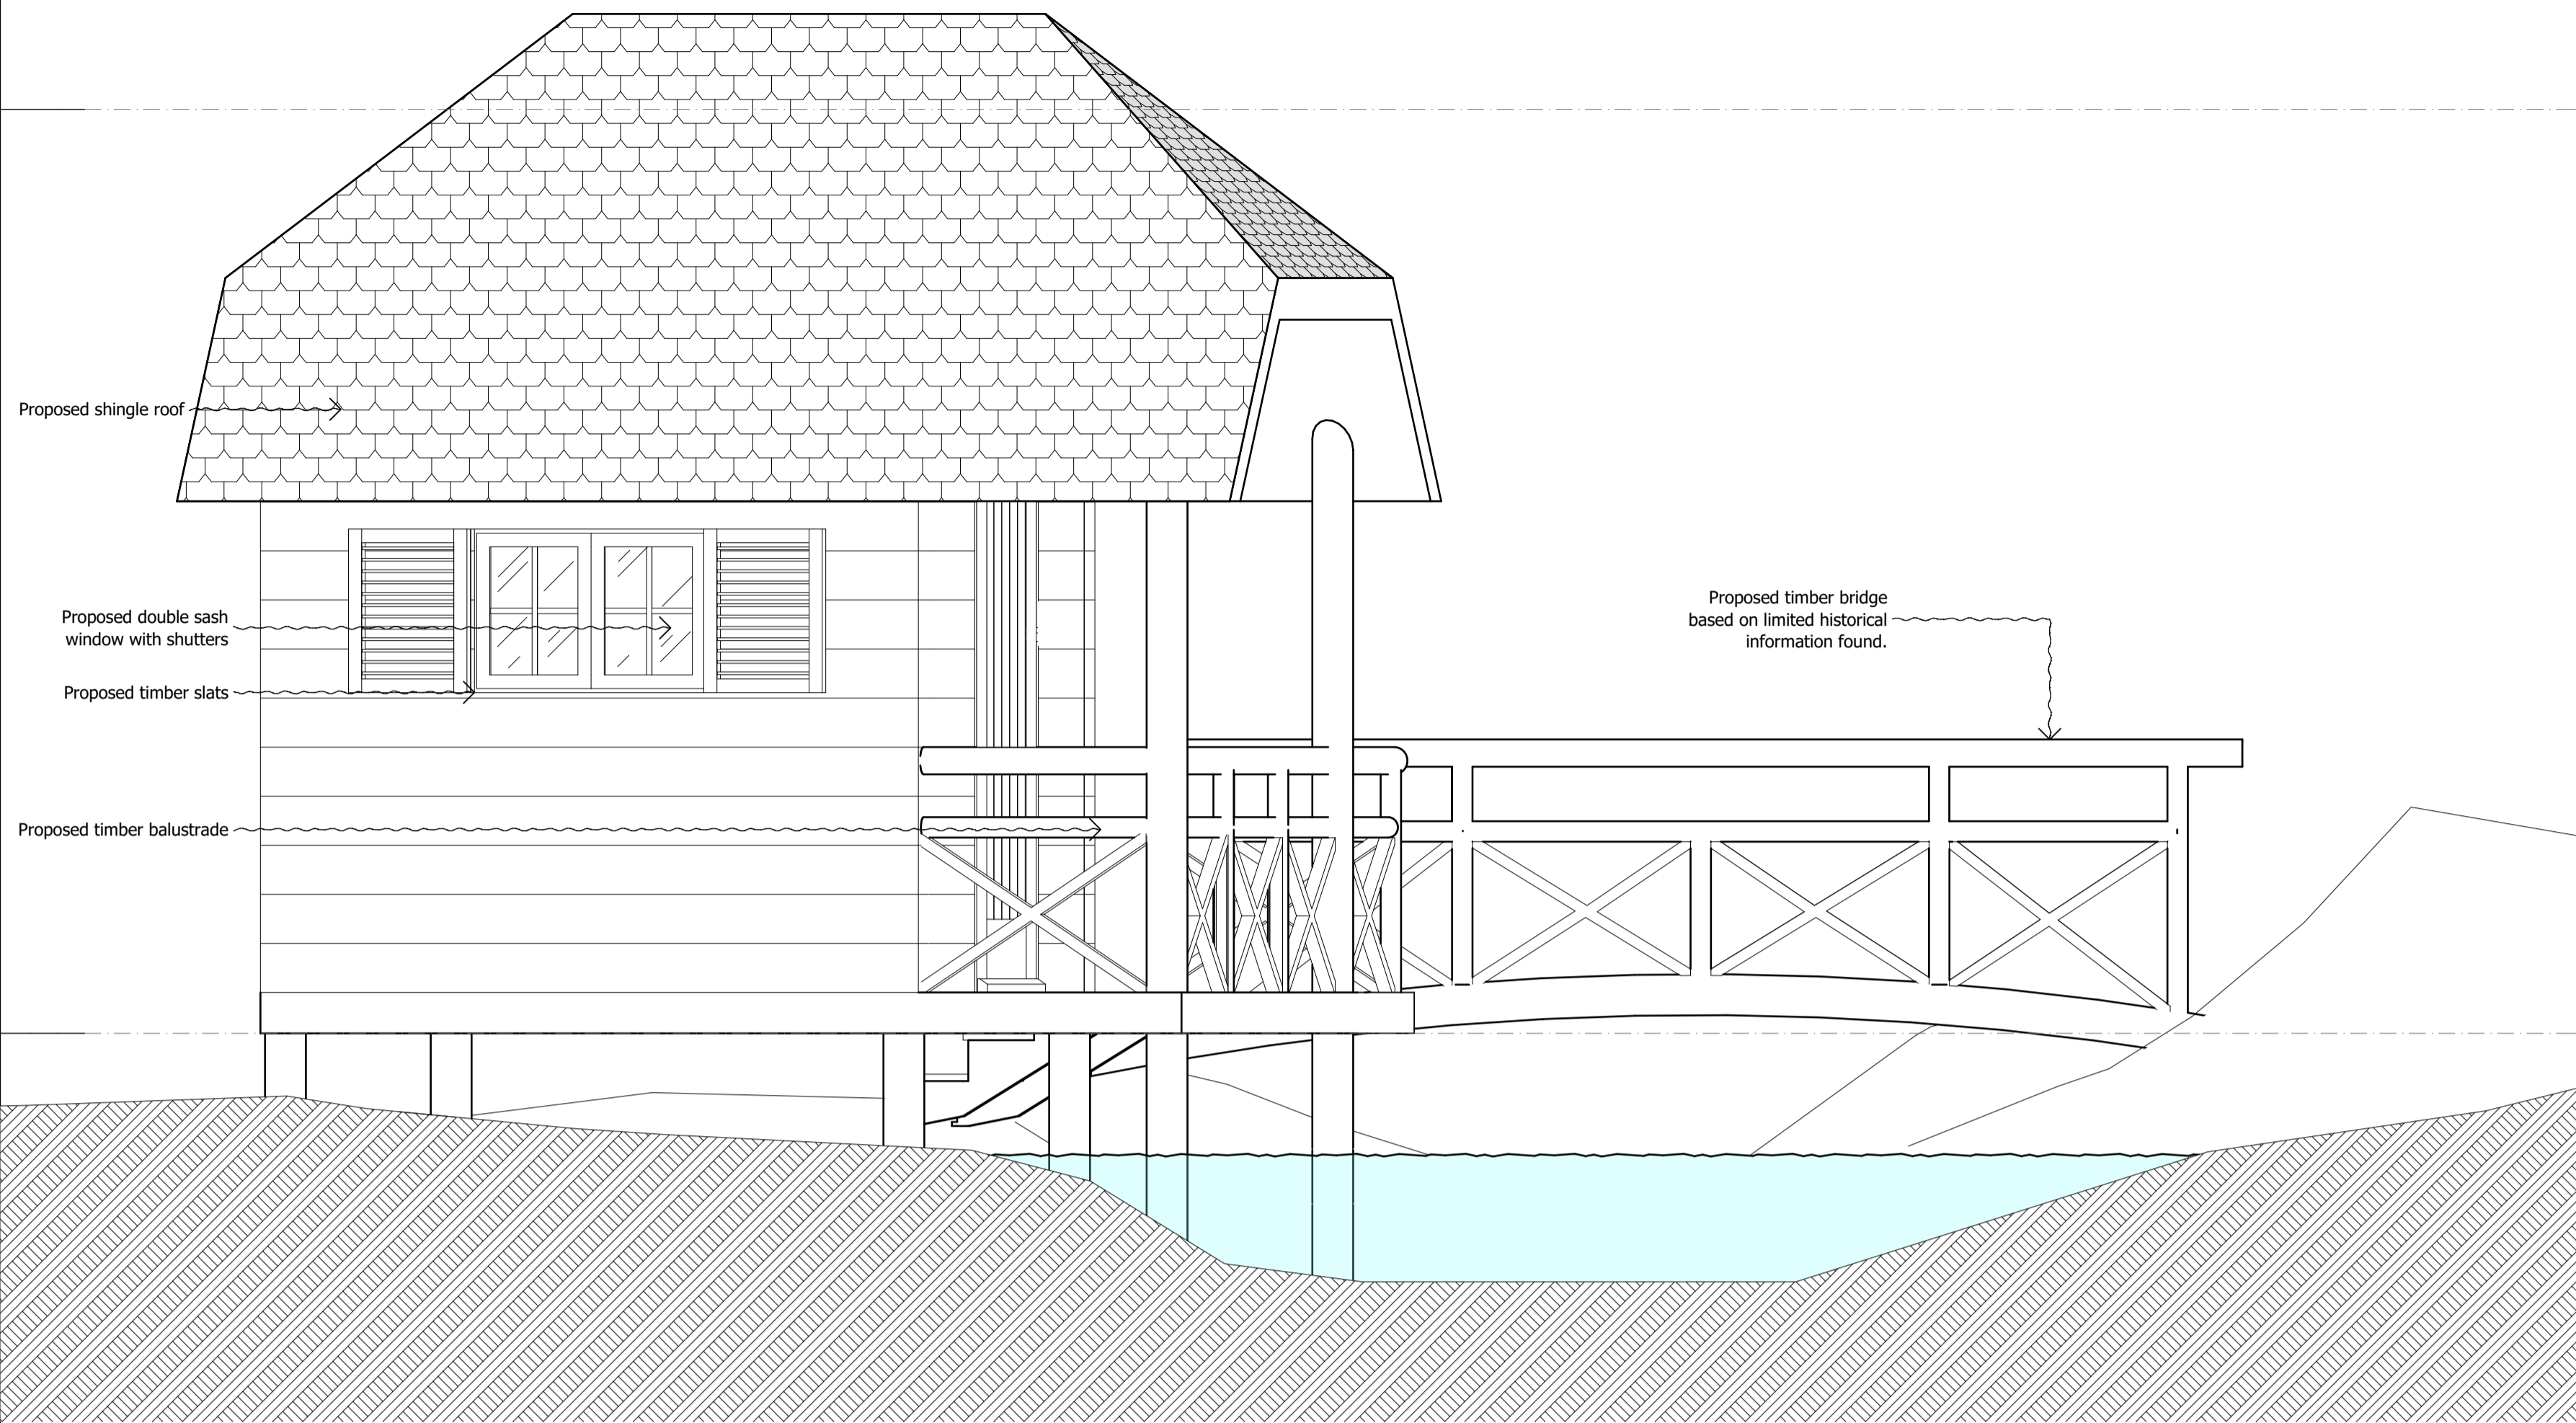 Proposed shingle roof
Proposed double sash
window with shutters
Proposed timber slats
Proposed timber balustrade
Proposed timber bridge
based on limited historical
information found.